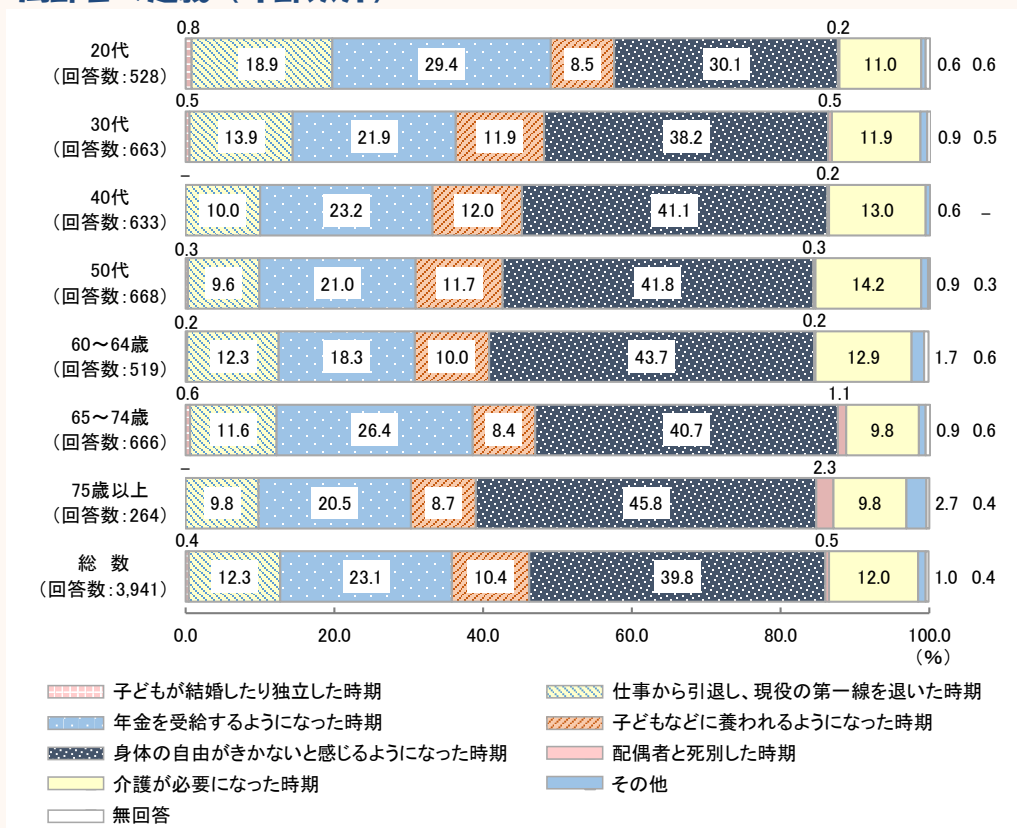 0.8 0.2
20代
(回答数:528)
18.9 29.4 8.5 30.1 11.0 0.6 0.6
0.5 0.5
30代
(回答数:663)
13.9 21.9 11.9 38.2 11.9 0.9 0.5
– 0.2
40代
(回答数:633)
10.0 23.2 12.0 41.1 13.0 0.6 –
0.3 0.3
50代
(回答数:668)
9.6 21.0 11.7 41.8 14.2 0.9 0.3
0.2 0.2
60～64歳
(回答数:519)
12.3 18.3 10.0 43.7 12.9 1.7 0.6
0.6 1.1
65～74歳
(回答数:666)
11.6 26.4 8.4 40.7 9.8 0.9 0.6
– 2.3
75歳以上
(回答数:264)
9.8 20.5 8.7 45.8 9.8 2.7 0.4
0.4 0.5
総 数
(回答数:3,941)
12.3 23.1 10.4 39.8 12.0 1.0 0.4
0.0 20.0 40.0 60.0 80.0 100.0
(%)
子どもが結婚したり独立した時期 仕事から引退し、現役の第一線を退いた時期
年金を受給するようになった時期 子どもなどに養われるようになった時期
身体の自由がきかないと感じるようになった時期 配偶者と死別した時期
介護が必要になった時期 その他
無回答